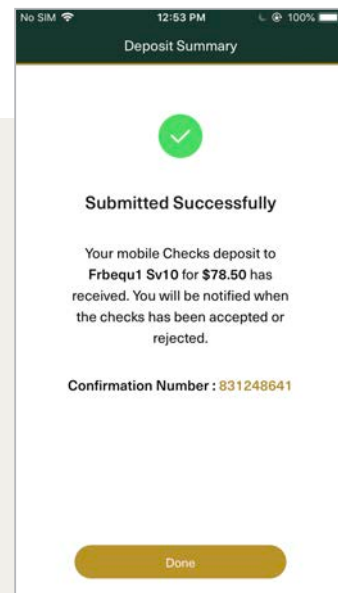 No SIM 12:53 PM 100%
Deposit Summary
Submitted Successfully
Your mobile Checks deposit to
Frbequ1 Sv10 for $78.50 has
received. You will be notified when
the checks has been accepted or
rejected.
Confirmation Number : 831248641
Done